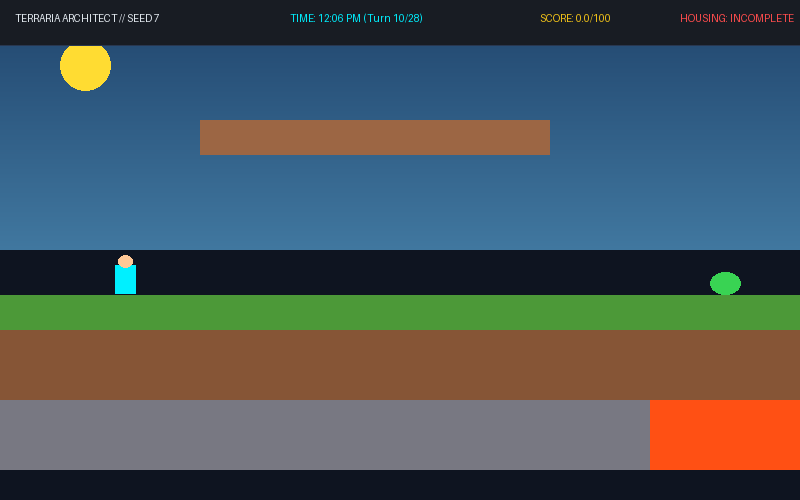 TERRARIA ARCHITECT // SEED 7
TIME: 12:06 PM (Turn 10/28)
SCORE: 0.0/100
HOUSING: INCOMPLETE